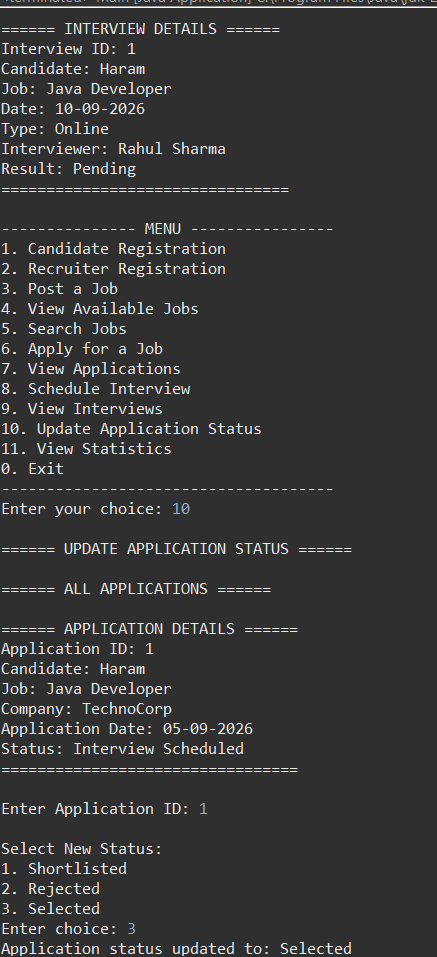 ====== INTERVIEW DETAILS ======
Interview ID: 1
Candidate: Haram
Job: Java Developer
Date: 10-09-2026
Type: Online
Interviewer: Rahul Sharma
Result: Pending
================================
--------------- MENU ----------------
1. Candidate Registration
2. Recruiter Registration
3. Post a Job
4. View Available Jobs
5. Search Jobs
6. Apply for a Job
7. View Applications
8. Schedule Interview
9. View Interviews
10. Update Application Status
11. View Statistics
0. Exit
-------------------------------------
Enter your choice: 10
====== UPDATE APPLICATION STATUS ======
====== ALL APPLICATIONS ======
====== APPLICATION DETAILS ======
Application ID: 1
Candidate: Haram
Job: Java Developer
Company: TechnoCorp
Application Date: 05-09-2026
Status: Interview Scheduled
=================================
Enter Application ID: 1
Select New Status:
1. Shortlisted
2. Rejected
3. Selected
Enter choice: 3
Application status updated to: Selected